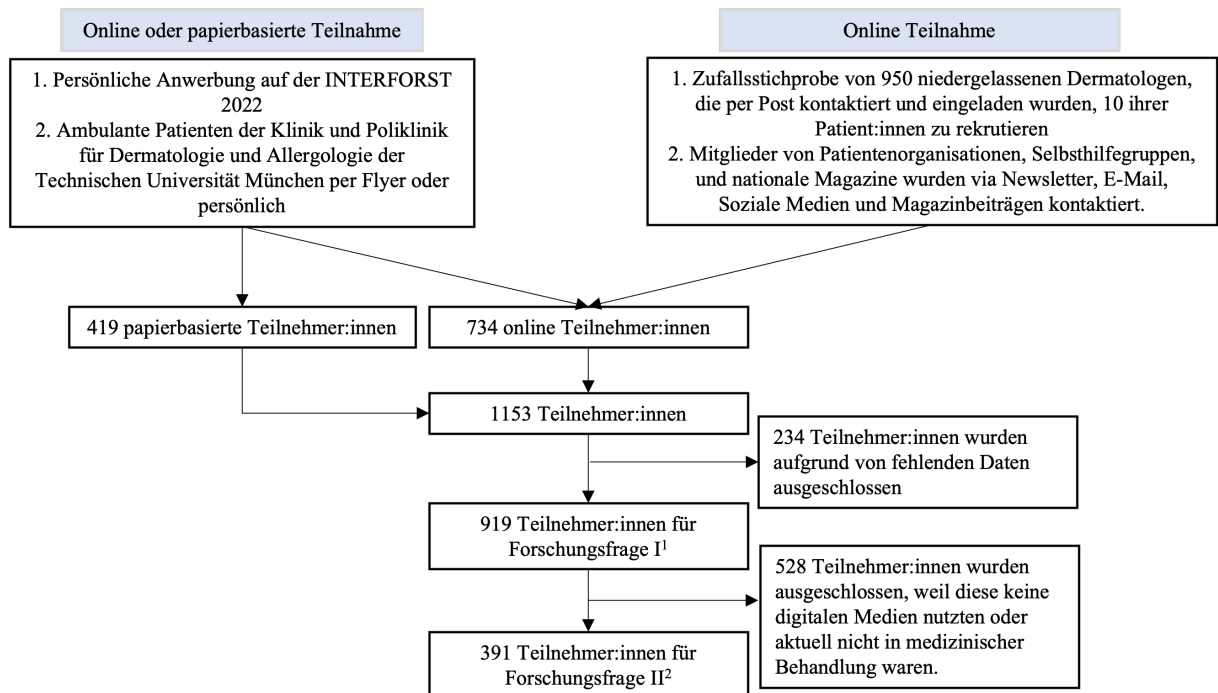 Online oder papierbasierte Teilnahme
Online Teilnahme
1. Persönliche Anwerbung auf der INTERFORST
2022
2. Ambulante Patienten der Klinik und Poliklinik
für Dermatologie und Allergologie der
Technischen Universität München per Flyer oder
persönlich
1. Zufallsstichprobe von 950 niedergelassenen Dermatologen,
die per Post kontaktiert und eingeladen wurden, 10 ihrer
Patient:innen zu rekrutieren
2. Mitglieder von Patientenorganisationen, Selbsthilfegruppen,
und nationale Magazine wurden via Newsletter, E-Mail,
Soziale Medien und Magazinbeiträgen kontaktiert.
419 papierbasierte Teilnehmer:innen
734 online Teilnehmer:innen
1153 Teilnehmer:innen
234 Teilnehmer:innen wurden
aufgrund von fehlenden Daten
ausgeschlossen
919 Teilnehmer:innen für
Forschungsfrage I¹
528 Teilnehmer:innen wurden
ausgeschlossen, weil diese keine
digitalen Medien nutzten oder
aktuell nicht in medizinischer
Behandlung waren.
391 Teilnehmer:innen für
Forschungsfrage II²